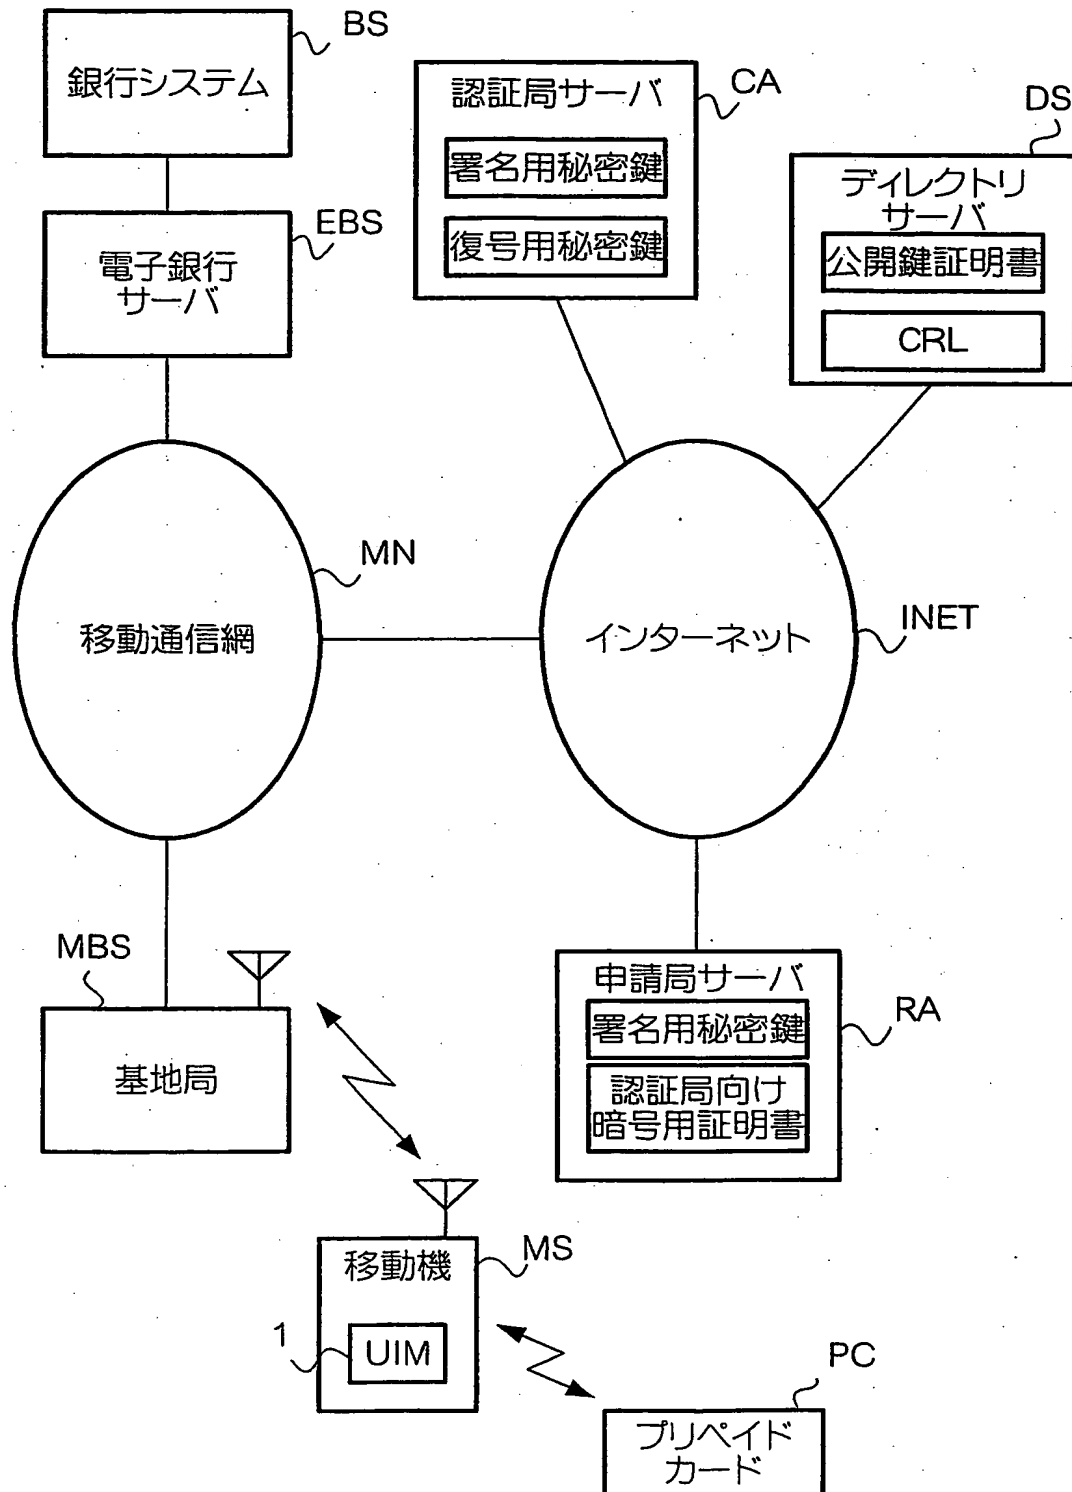 BS
銀行システム
CA
認証局サーバ
署名用秘密鍵
復号用秘密鍵
DS
ディレクトリ
サーバ
公開鍵証明書
CRL
EBS
電子銀行
サーバ
MN
移動通信網
INET
インターネット
MBS
基地局
申請局サーバ
署名用秘密鍵
認証局向け
暗号用証明書
RA
MS
移動機
1
UIM
PC
プリペイド
カード